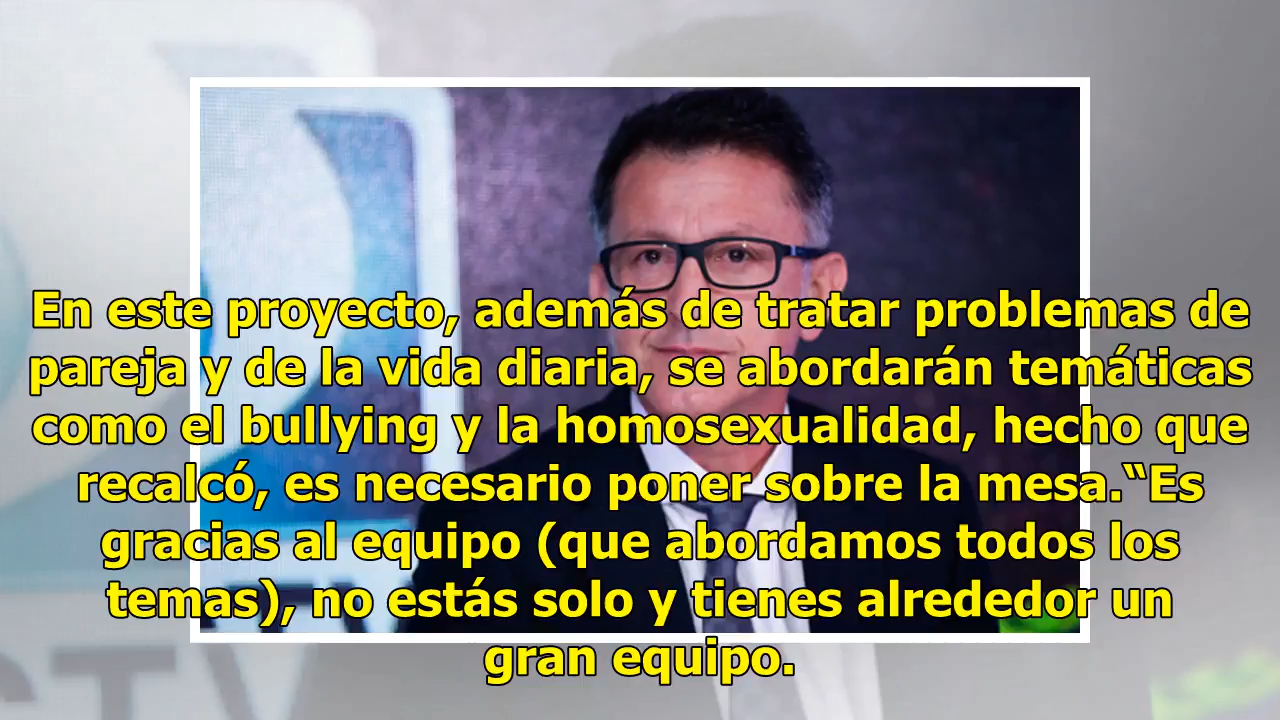 En este proyecto, además de tratar problemas de
pareja y de la vida diaria, se abordarán temáticas
como el bullying y la homosexualidad, hecho que
recalcó, es necesario poner sobre la mesa.“Es
gracias al equipo (que abordamos todos los
temas), no estás solo y tienes alrededor un
gran equipo.